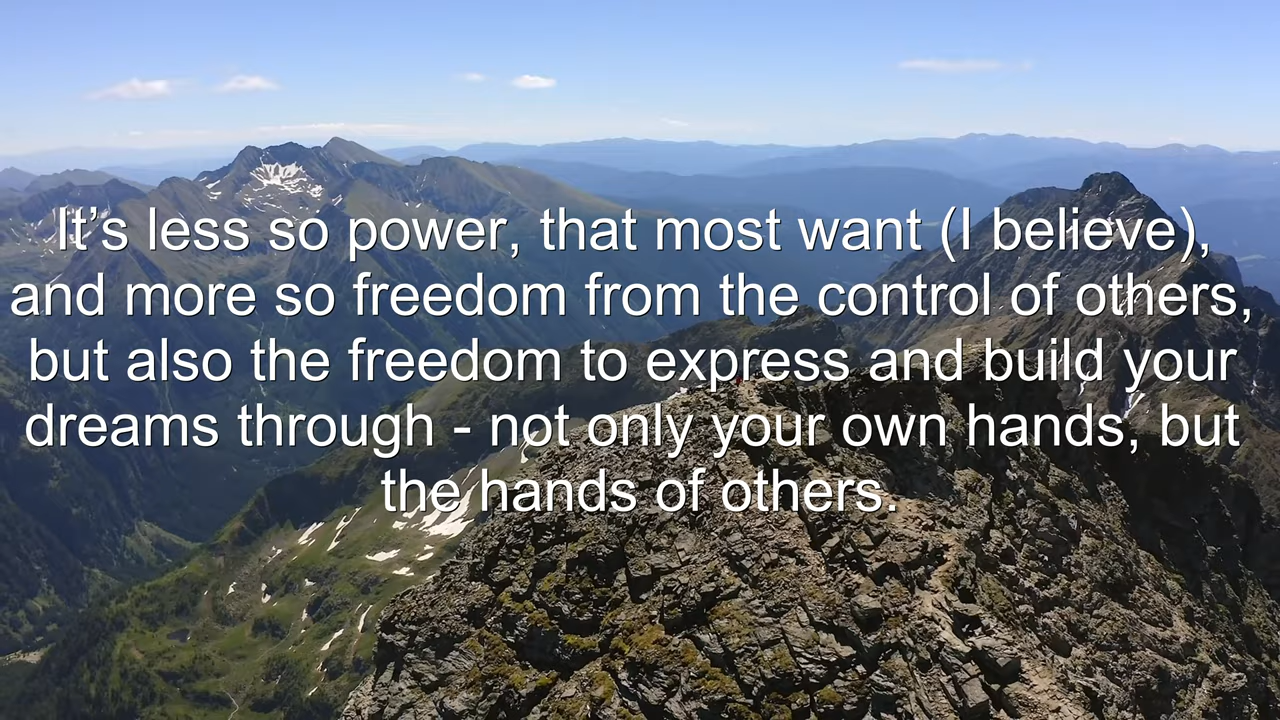 It’s less so power, that most want (I believe),
and more so freedom from the control of others,
but also the freedom to express and build your
dreams through - not only your own hands, but
the hands of others.